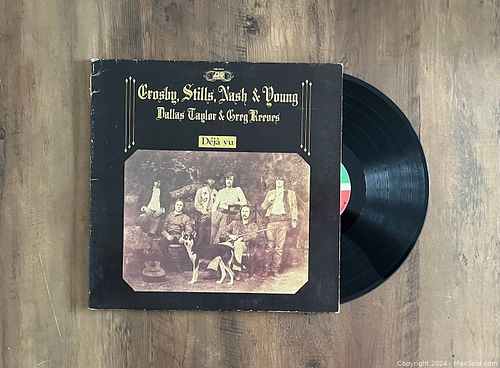 Crosby, Stills, Nash & Young
Dallas Taylor & Greg Reeves
Déjà vu
Copyright 2024 - MaxSold.com